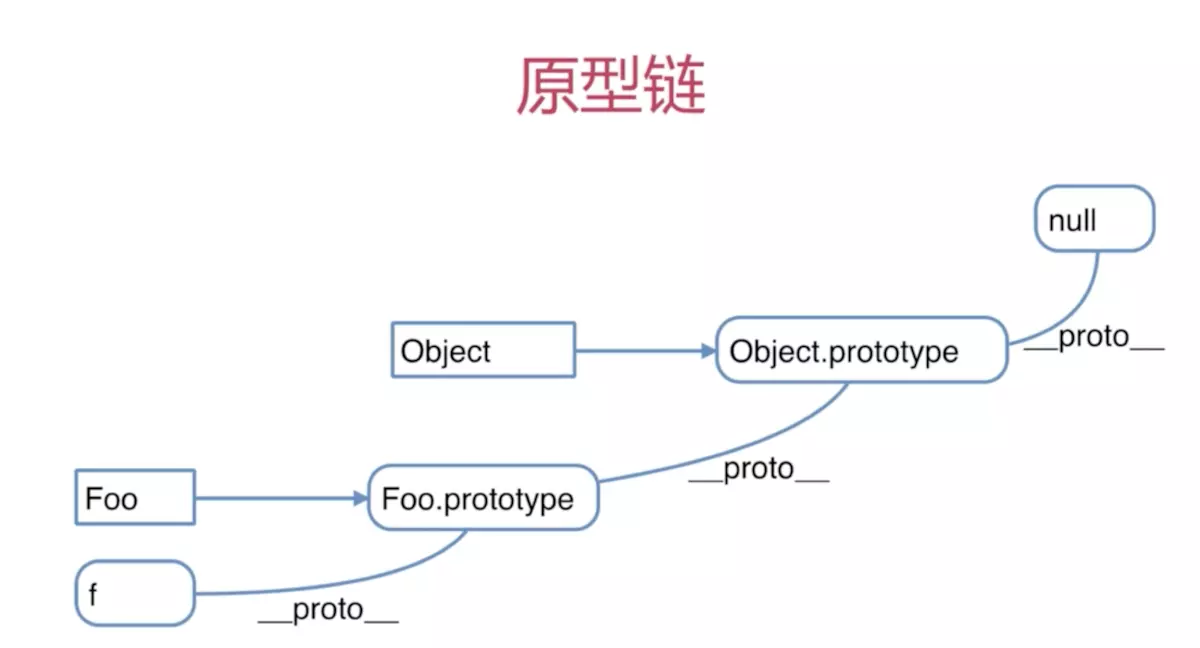 原型链
null
__proto__
Object
Object.prototype
__proto__
Foo
Foo.prototype
f
__proto__